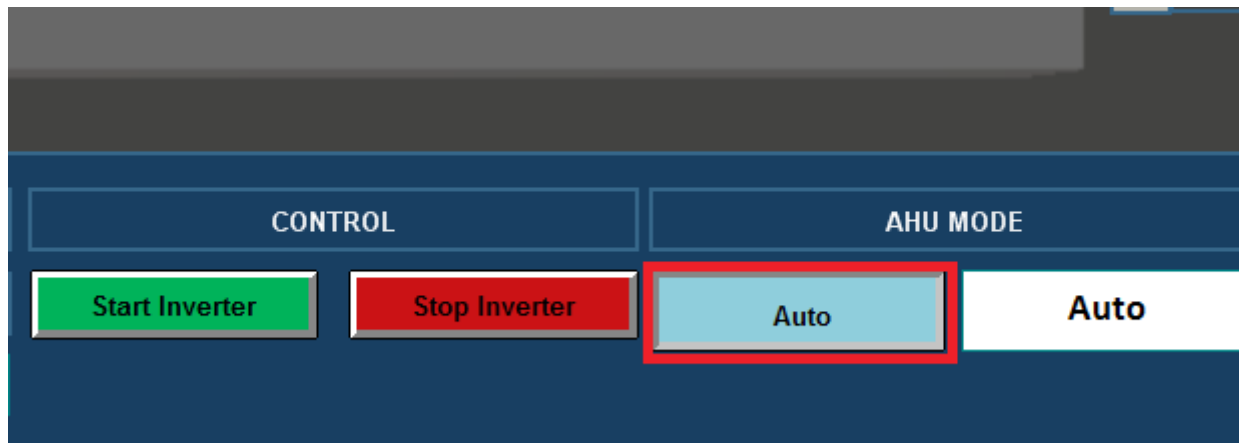 CONTROL
AHU MODE
Start Inverter
Stop Inverter
Auto
Auto